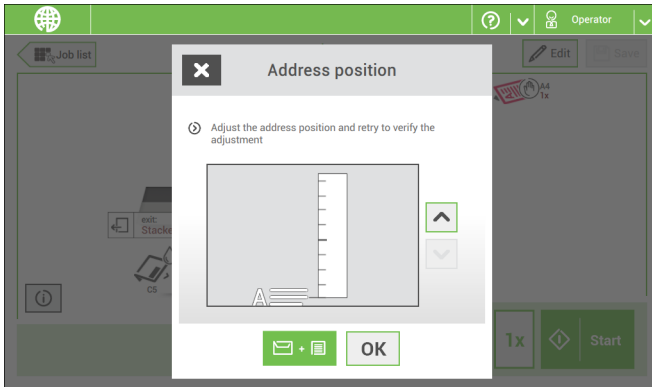 Operator
Job list
Edit
Save
Address position
A4
1x
Adjust the address position and retry to verify the
adjustment
exit:
Stacke
A
C5
OK
1x
Start